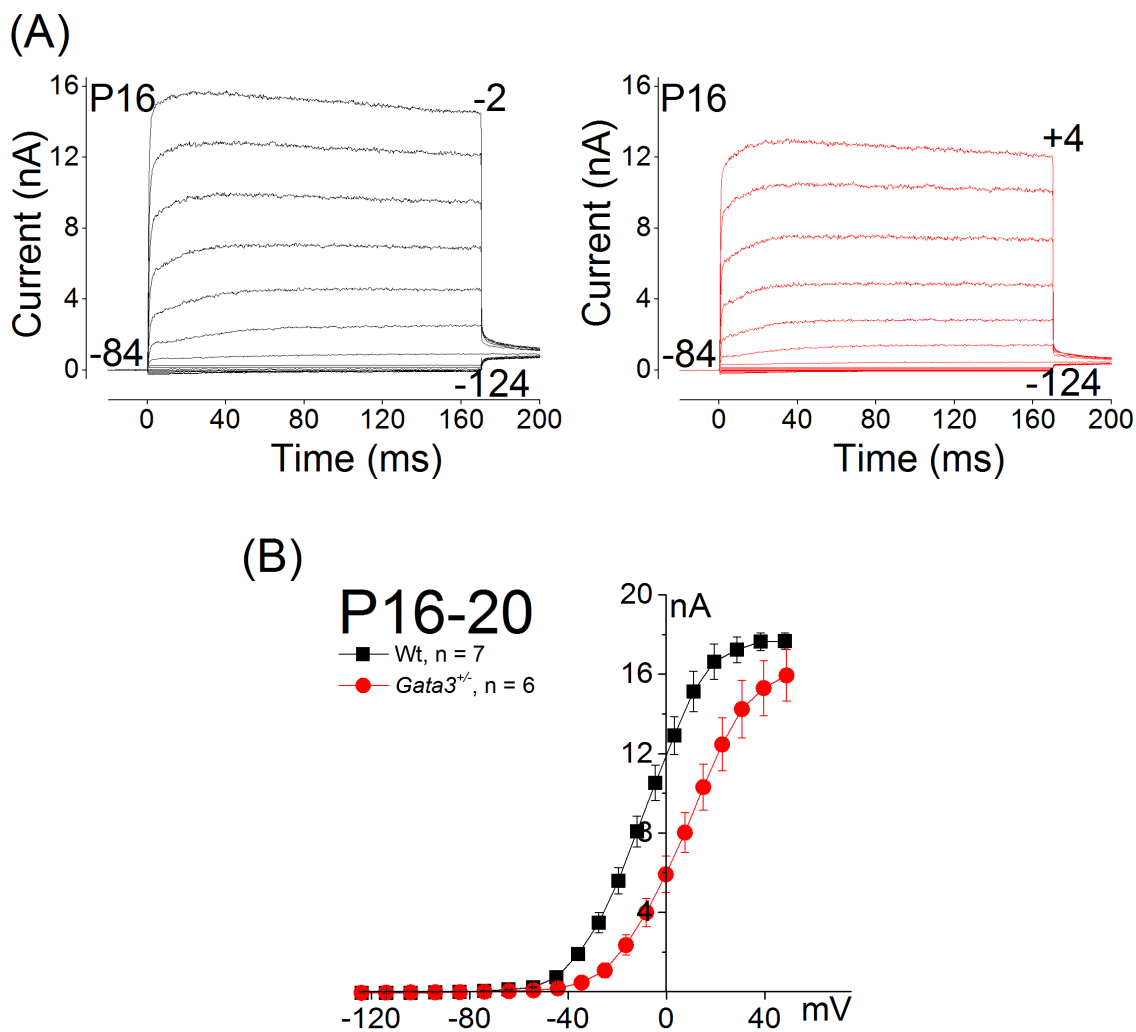 (A)
16 P16 -2
12
8
4
-84
0
-124
Current (nA)
0 40 80 120 160 200
Time (ms)
16 P16
+4
12
8
4
-84
0
-124
Current (nA)
0 40 80 120 160 200
Time (ms)
(B)
P16-20
Wt, n = 7
Gata3+/-, n = 6
20 nA
16
12
8
4
-120 -80 -40 0 40 mV